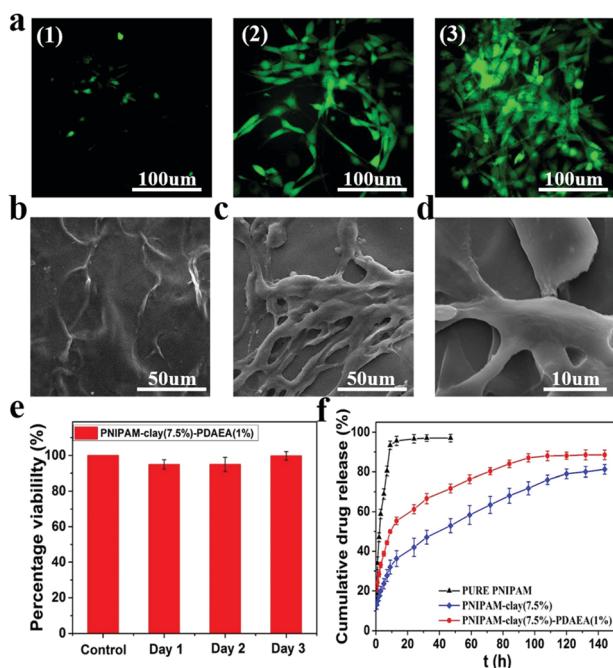 a
(1) (2) (3)
100um 100um 100um
b c d
50um 50um 10um
e
PNIPAM-clay(7.5%)-PDAEA(1%)
Percentage viability (%)
100
80
60
40
20
0
Control Day 1 Day 2 Day 3
f
Cumulative drug release (%)
100
80
60
40
20
0
PURE PNIPAM
PNIPAM-clay(7.5%)
PNIPAM-clay(7.5%)-PDAEA(1%)
0 20 40 60 80 100 120 140
t (h)